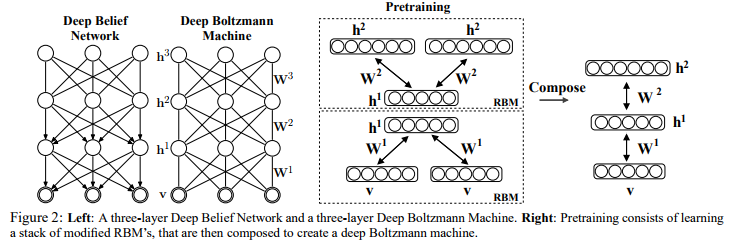 Deep Belief
Network
Deep Boltzmann
Machine
h³
W³
h²
W²
h¹
W¹
v
Pretraining
h² h²
W² W²
h¹
RBM
h¹
W¹ W¹
v v
RBM
Compose
h²
W²
h¹
W¹
v
Figure 2: Left: A three-layer Deep Belief Network and a three-layer Deep Boltzmann Machine. Right: Pretraining consists of learning
a stack of modified RBM's, that are then composed to create a deep Boltzmann machine.